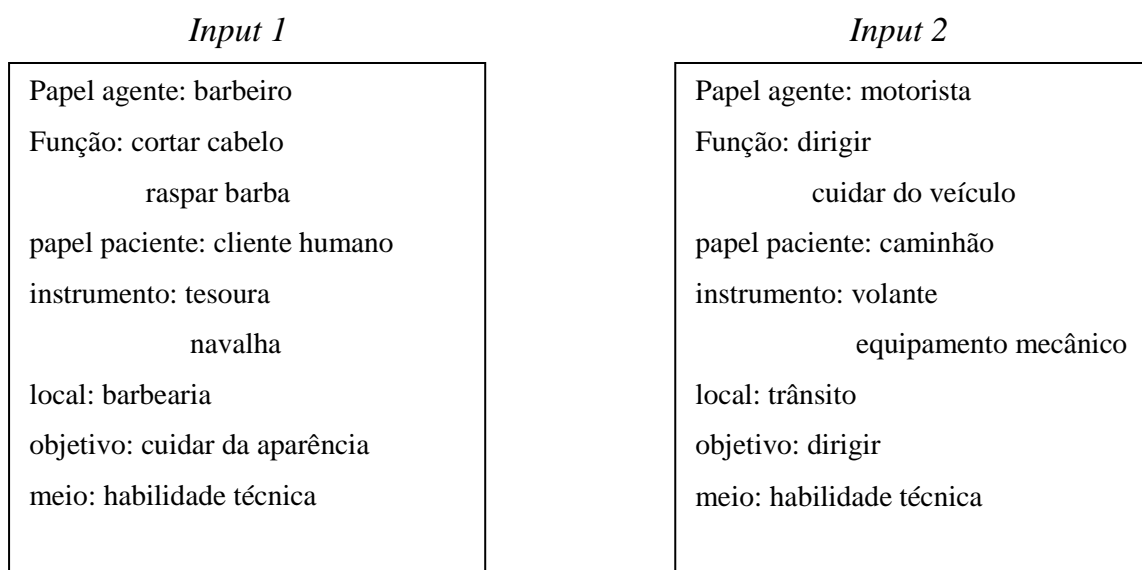 Input 1
Papel agente: barbeiro
Função: cortar cabelo
raspar barba
papel paciente: cliente humano
instrumento: tesoura
navalha
local: barbearia
objetivo: cuidar da aparência
meio: habilidade técnica
Input 2
Papel agente: motorista
Função: dirigir
cuidar do veículo
papel paciente: caminhão
instrumento: volante
equipamento mecânico
local: trânsito
objetivo: dirigir
meio: habilidade técnica